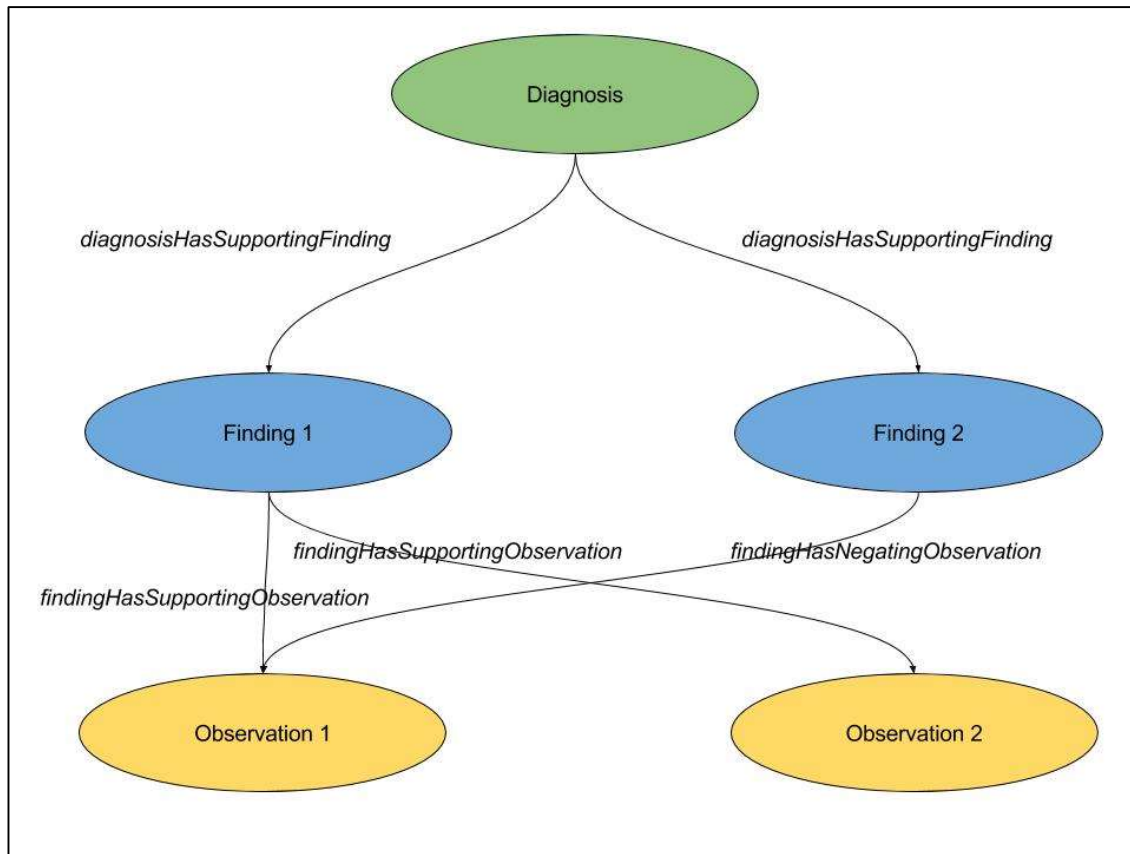 Diagnosis
diagnosisHasSupportingFinding
diagnosisHasSupportingFinding
Finding 1
Finding 2
findingHasSupportingObservation
findingHasNegatingObservation
findingHasSupportingObservation
Observation 1
Observation 2